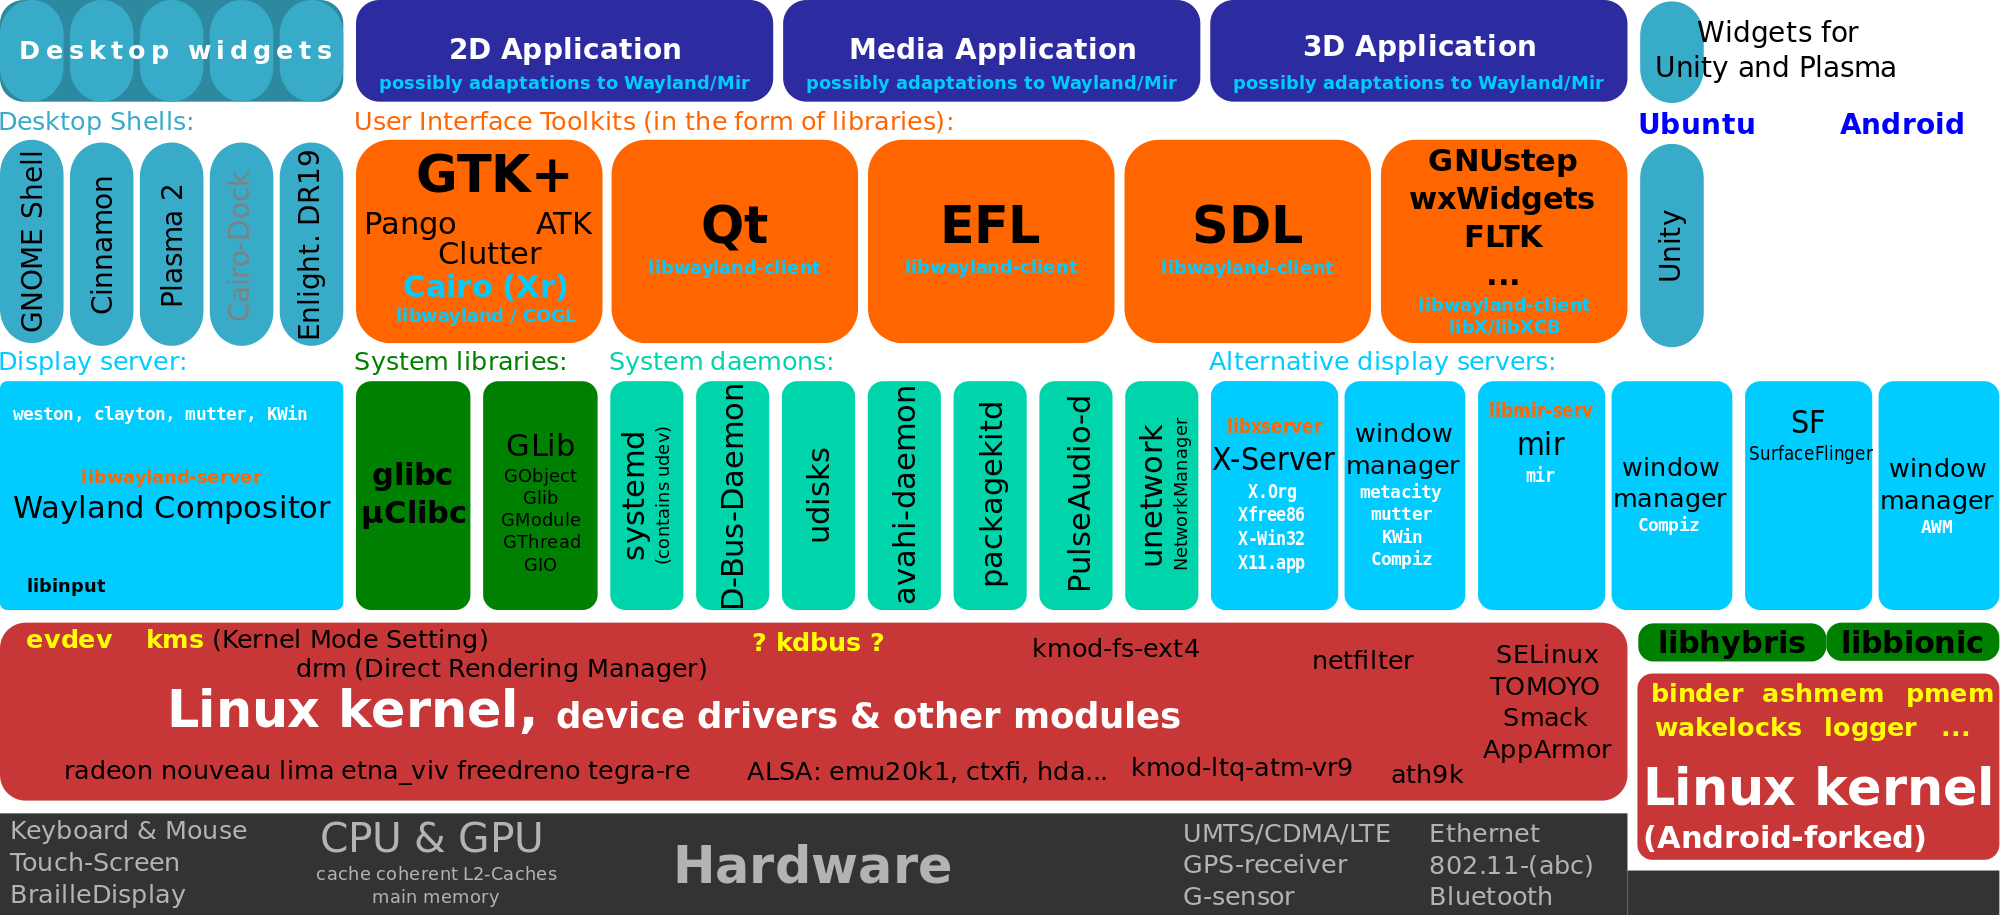 Desktop widgets
2D Application
possibly adaptations to Wayland/Mir
Media Application
possibly adaptations to Wayland/Mir
3D Application
possibly adaptations to Wayland/Mir
Widgets for
Unity and Plasma
Desktop Shells:
User Interface Toolkits (in the form of libraries):
Ubuntu
Android
GNOME Shell
Cinnamon
Plasma 2
Cairo-Dock
Enlight. DR19
GTK+
Pango
ATK
Clutter
Cairo (Xr)
libwayland / COGL
Qt
libwayland-client
EFL
libwayland-client
SDL
libwayland-client
GNUstep
wxWidgets
FLTK
...
libwayland-client
libX/libXCB
Unity
Display server:
System libraries:
System daemons:
Alternative display servers:
weston, clayton, mutter, KWin
libwayland-server
Wayland Compositor
libinput
glibc
µClibc
GLib
GObject
Glib
GModule
GThread
GIO
systemd
(contains udev)
D-Bus-Daemon
udisks
avahi-daemon
packagekitd
PulseAudio-d
unetwork
NetworkManager
libxserver
X-Server
X.Org
Xfree86
X-Win32
X11.app
window
manager
metacity
mutter
KWin
Compiz
libmir-serv
mir
mir
window
manager
Compiz
SF
SurfaceFlinger
window
manager
AWM
evdev
kms (Kernel Mode Setting)
drm (Direct Rendering Manager)
? kdbus ?
kmod-fs-ext4
netfilter
SELinux
TOMOYO
Smack
AppArmor
Linux kernel, device drivers & other modules
radeon nouveau lima etna_viv freedreno tegra-re
ALSA: emu20k1, ctxfi, hda...
kmod-ltq-atm-vr9
ath9k
libhybris
libbionic
binder ashmem pmem
wakelocks logger ...
Linux kernel
(Android-forked)
Keyboard & Mouse
Touch-Screen
BrailleDisplay
CPU & GPU
cache coherent L2-Caches
main memory
Hardware
UMTS/CDMA/LTE
GPS-receiver
G-sensor
Ethernet
802.11-(abc)
Bluetooth